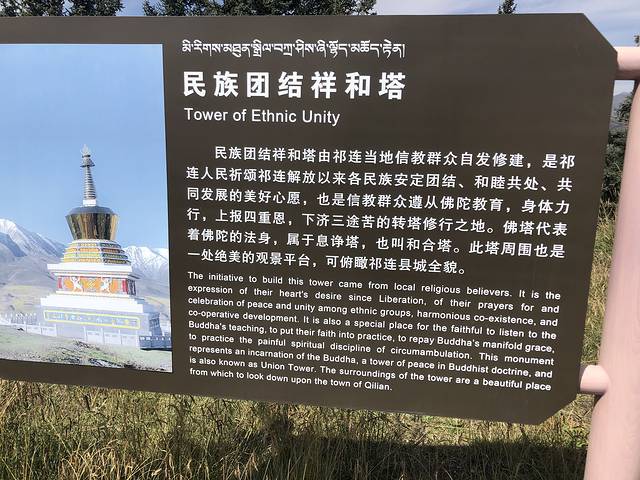 མི་རིགས་མཐུན་སྒྲིལ་བཀྲ་ཤིས་ཞི་སྙོད་མཆོད་རྟེན།
民族团结祥和塔
Tower of Ethnic Unity
民族团结祥和塔由祁连当地信教群众自发修建，是祁
连人民祈颂祁连解放以来各民族安定团结、和睦共处、共
同发展的美好心愿，也是信教群众遵从佛陀教育，身体力
行，上报四重恩，下济三途苦的转塔修行之地。佛塔代表
着佛陀的法身，属于息诤塔，也叫和合塔。此塔周围也是
一处绝美的观景平台，可俯瞰祁连县城全貌。
The initiative to build this tower came from local religious believers. It is the
expression of their heart's desire since Liberation, of their prayers for and
celebration of peace and unity among ethnic groups, harmonious co-existence, and
co-operative development. It is also a special place for the faithful to listen to the
Buddha's teaching, to put their faith into practice, to repay Buddha's manifold grace,
to practice the painful spiritual discipline of circumambulation. This monument
represents an incarnation of the Buddha, a tower of peace in Buddhist doctrine, and
is also known as Union Tower. The surroundings of the tower are a beautiful place
from which to look down upon the town of Qilian.